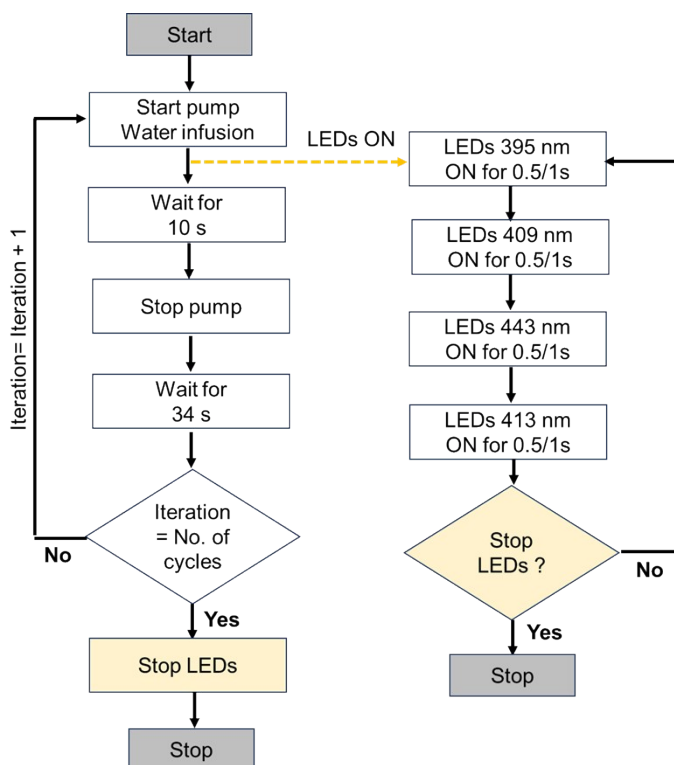 Start
Start pump
Water infusion
Wait for
10 s
Stop pump
Wait for
34 s
Iteration
= No. of
cycles
No
Iteration= Iteration + 1
Yes
Stop LEDs
Stop
LEDs ON
LEDs 395 nm
ON for 0.5/1s
LEDs 409 nm
ON for 0.5/1s
LEDs 443 nm
ON for 0.5/1s
LEDs 413 nm
ON for 0.5/1s
Stop
LEDs ?
No
Yes
Stop